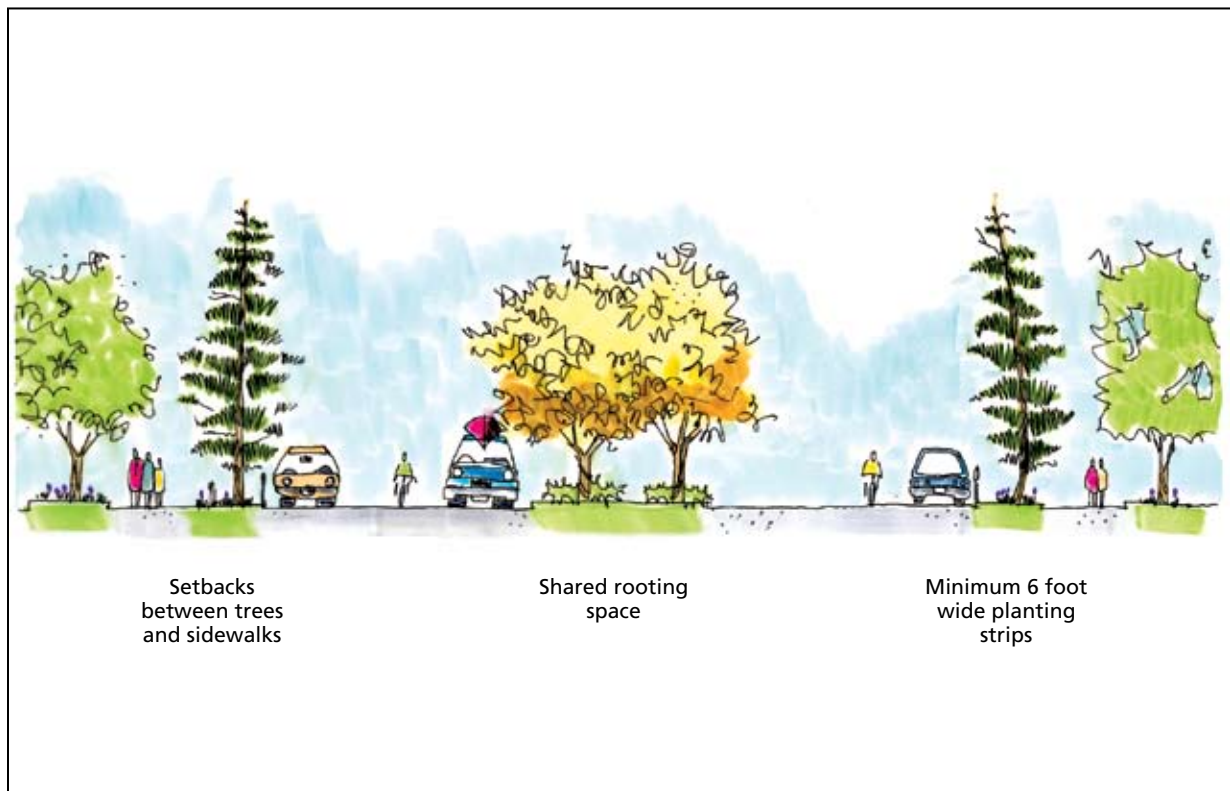 Setbacks
between trees
and sidewalks
Shared rooting
space
Minimum 6 foot
wide planting
strips